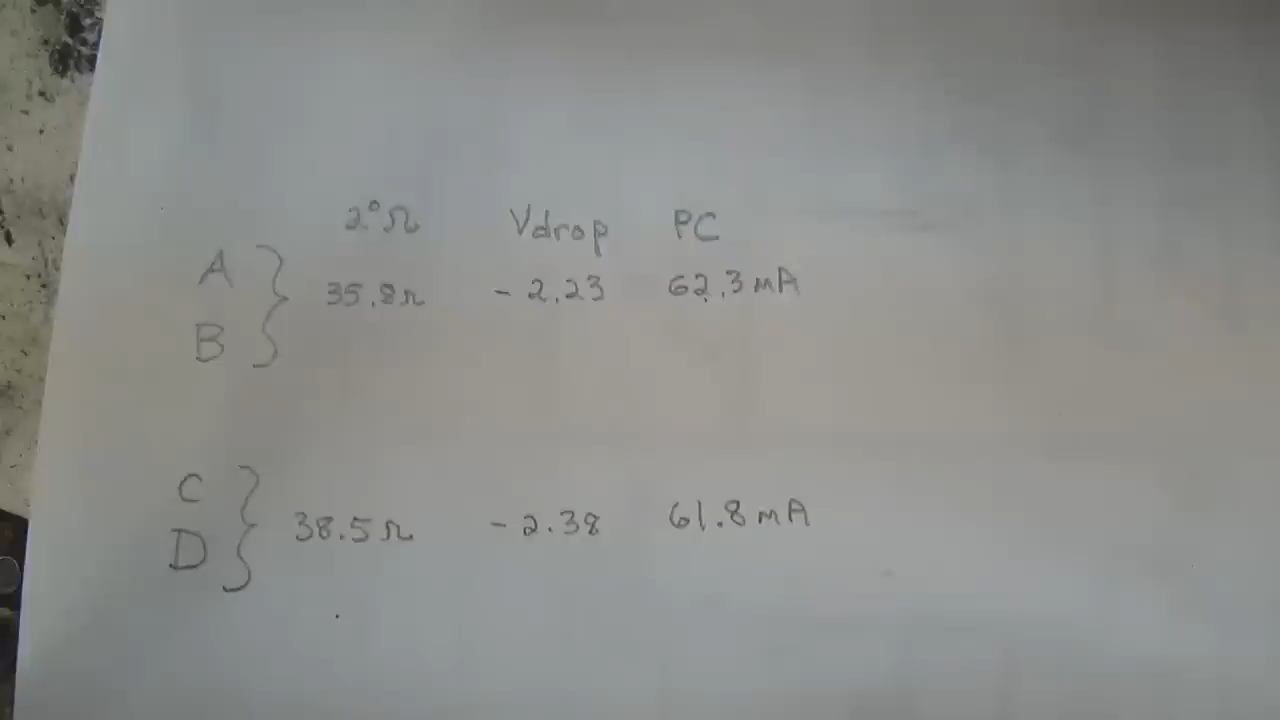 2°Ω Vdrop PC
A
35.8Ω -2.23 62.3mA
B
C
38.5Ω -2.38 61.8mA
D